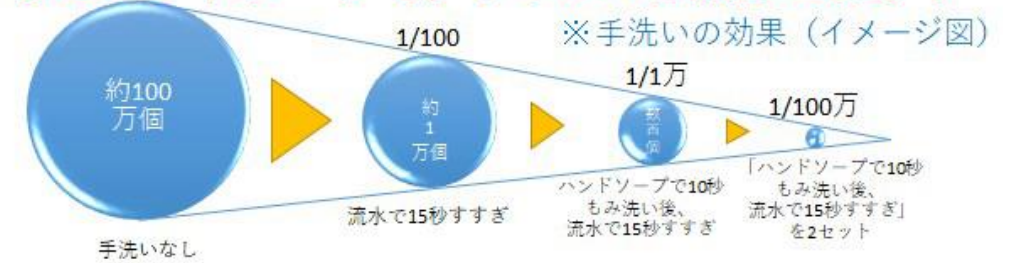 ※手洗いの効果（イメージ図）
約100
万個
手洗いなし
1/100
約
1
万個
流水で15秒すすぎ
1/1万
数
百
個
ハンドソープで10秒
もみ洗い後、
流水で15秒すすぎ
1/100万
「ハンドソープで10秒
もみ洗い後、
流水で15秒すすぎ」
を2セット